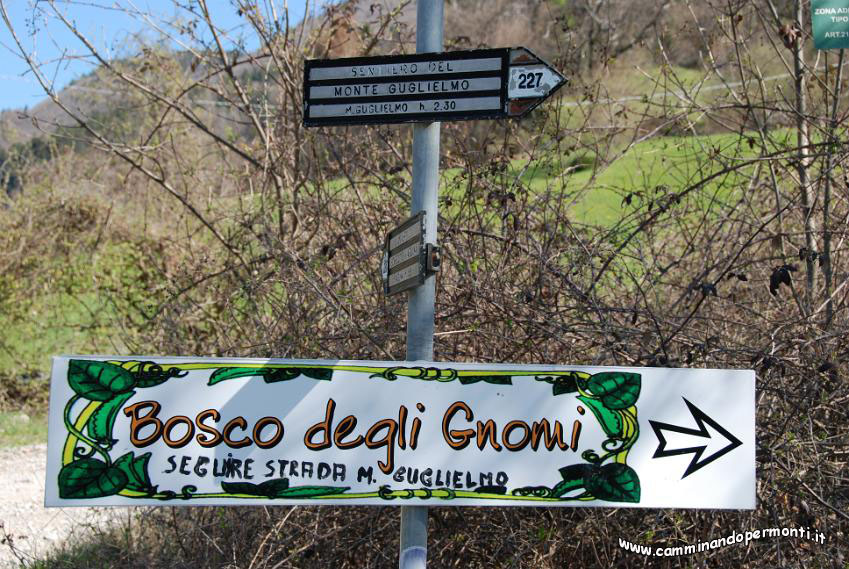 SENTIERO DEL
MONTE GUGLIELMO
M. GUGLIELMO h. 2.30
227
ZONA AD
TIPO
ART.21
Bosco degli Gnomi
SEGUIRE STRADA M. GUGLIELMO
www.camminandopermonti.it